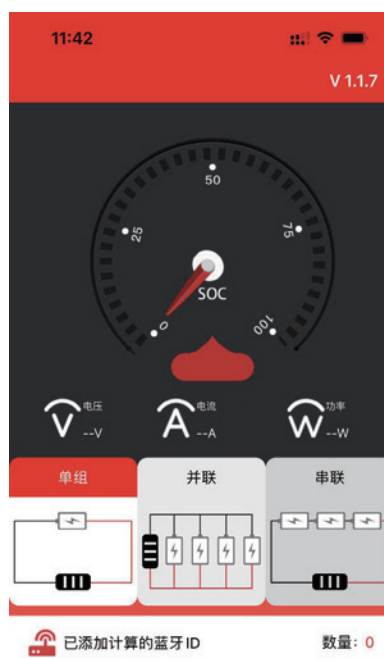 11:42
V 1.1.7
50
25
75
SOC
0
100
电压
V --V
电流
A --A
功率
W --W
单组
并联
串联
已添加计算的蓝牙ID
数量: 0